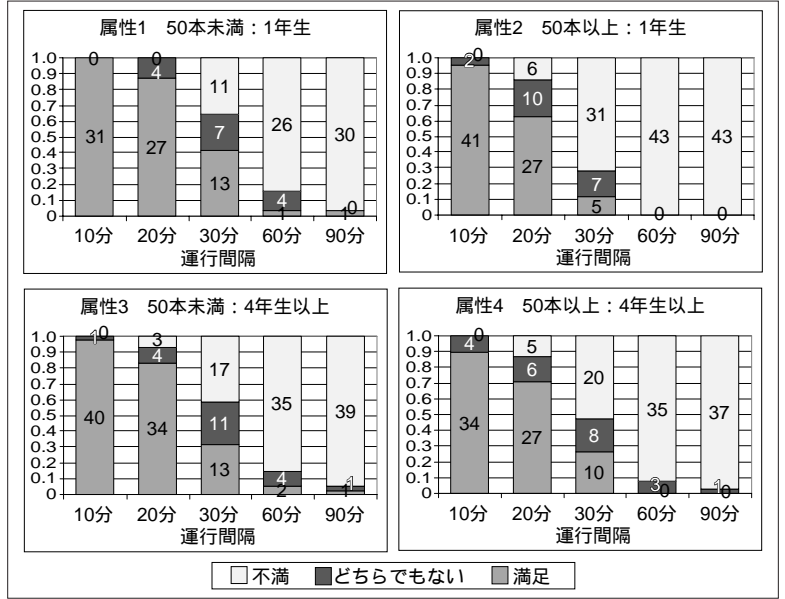 属性1 50本未満：1年生
1.0
0.9
0.8
0.7
0.6
0.5
0.4
0.3
0.2
0.1
0
0 0 11 26 30
4 7 4 0
31 27 13 1 1
10分 20分 30分 60分 90分
運行間隔
属性2 50本以上：1年生
1.0
0.9
0.8
0.7
0.6
0.5
0.4
0.3
0.2
0.1
0
0 6 31 43 43
2 10 7
41 27 5 0 0
10分 20分 30分 60分 90分
運行間隔
属性3 50本未満：4年生以上
1.0
0.9
0.8
0.7
0.6
0.5
0.4
0.3
0.2
0.1
0
0 3 17 35 39
1 4 11 4 1
40 34 13 2 1
10分 20分 30分 60分 90分
運行間隔
属性4 50本以上：4年生以上
1.0
0.9
0.8
0.7
0.6
0.5
0.4
0.3
0.2
0.1
0
0 5 20 35 37
4 6 8 3 1
34 27 10 0 0
10分 20分 30分 60分 90分
運行間隔
不満 どちらでもない 満足